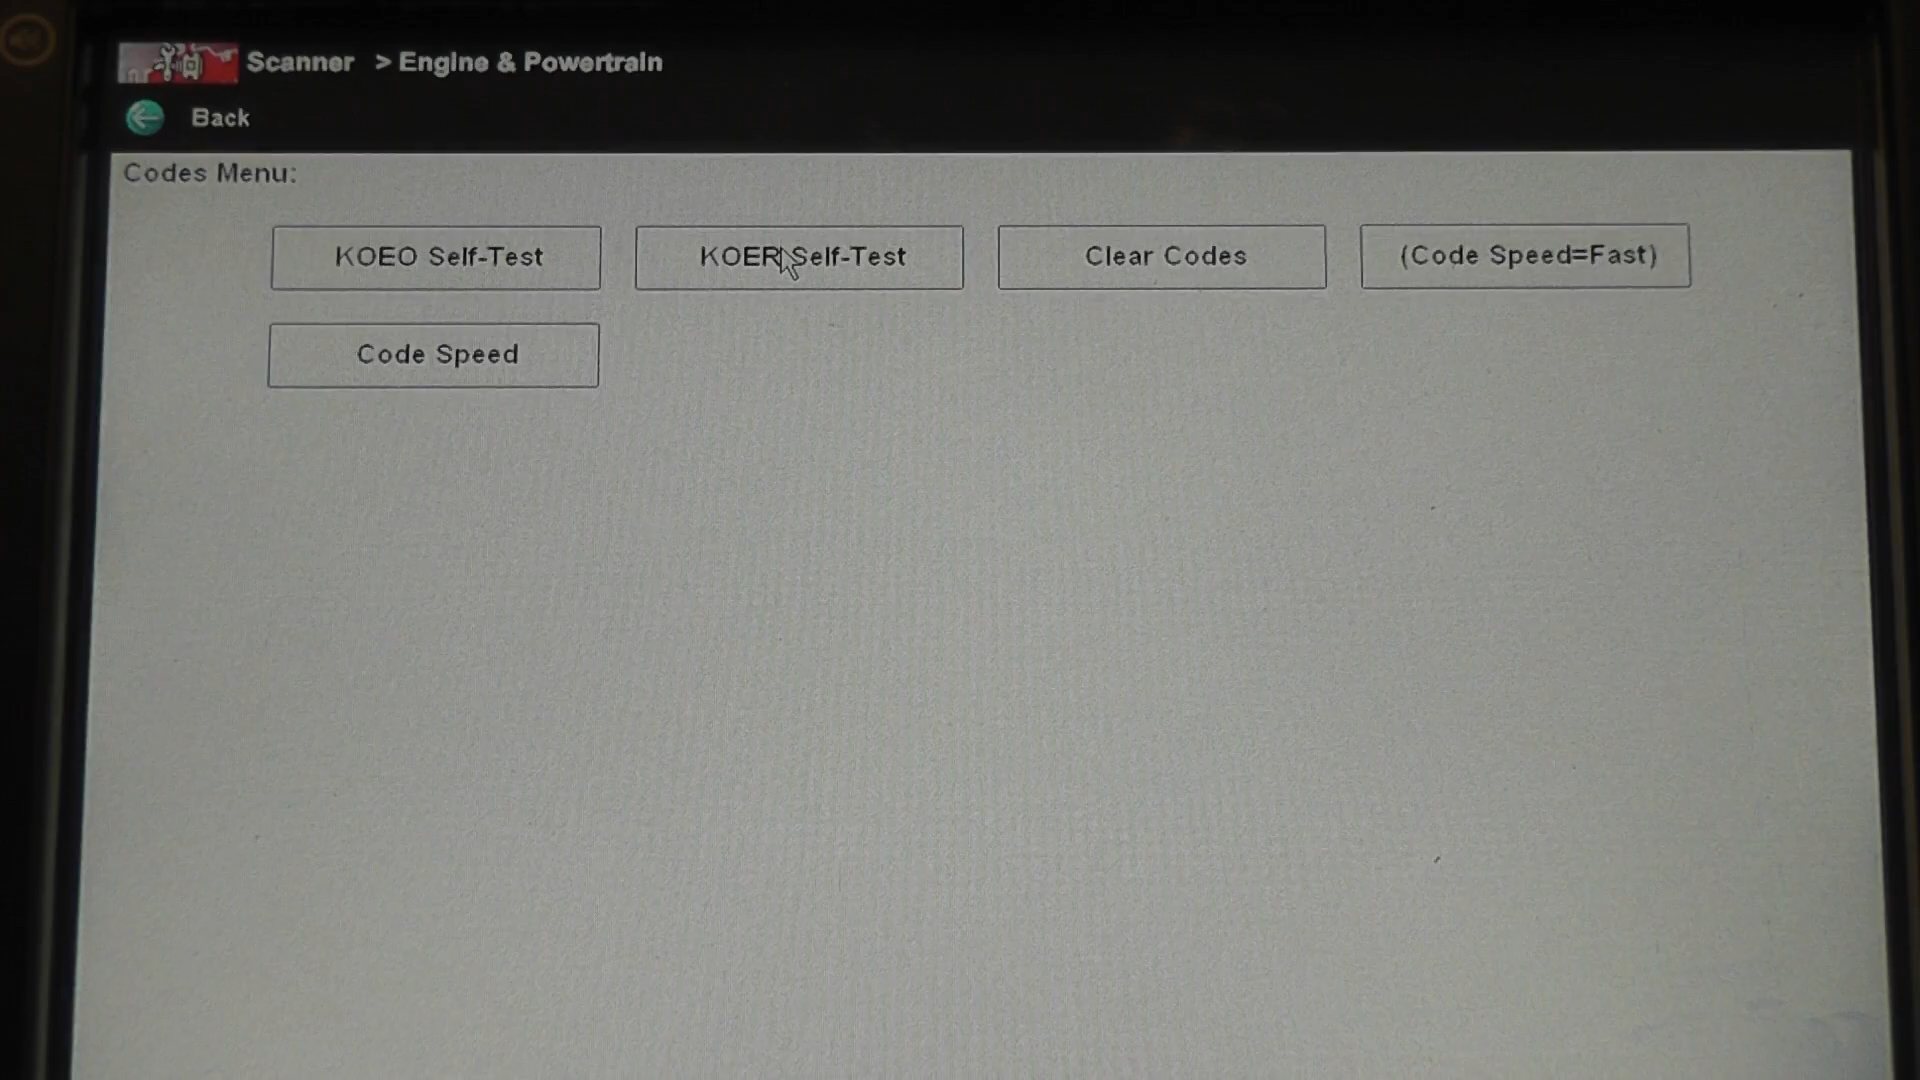 Scanner > Engine & Powertrain
Back
Codes Menu:
KOEO Self-Test KOER Self-Test Clear Codes (Code Speed=Fast)
Code Speed